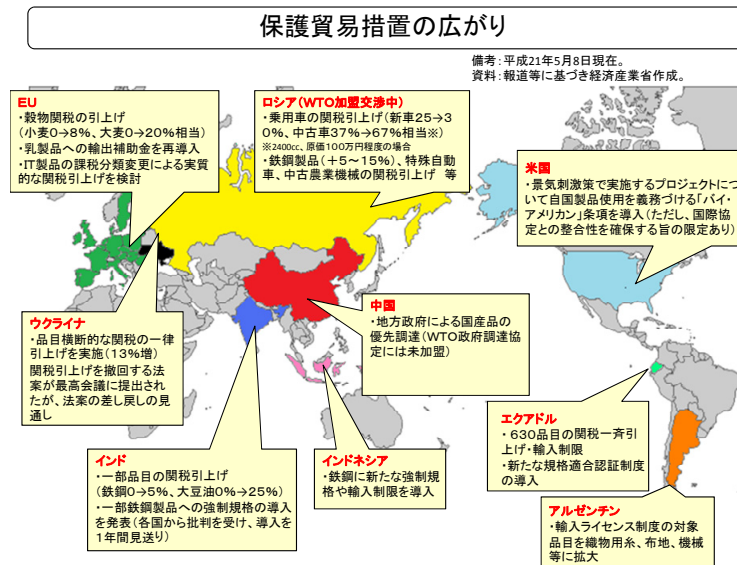 保護貿易措置の広がり
備考：平成21年5月8日現在。
資料：報道等に基づき経済産業省作成。
EU
・穀物関税の引上げ
（小麦0→8%、大麦0→20%相当）
・乳製品への輸出補助金を再導入
・IT製品の課税分類変更による実質
的な関税引上げを検討
ロシア（WTO加盟交渉中）
・乗用車の関税引上げ（新車25→3
0%、中古車37%→67%相当※）
※2400cc、原価100万円程度の場合
・鉄鋼製品（＋5～15%）、特殊自動
車、中古農業機械の関税引上げ　等
米国
・景気刺激策で実施するプロジェクトにつ
いて自国製品使用を義務づける「バイ・
アメリカン」条項を導入（ただし、国際協
定との整合性を確保する旨の限定あり）
ウクライナ
・品目横断的な関税の一律
引上げを実施（13%増）
関税引上げを撤回する法
案が最高会議に提出され
たが、法案の差し戻しの見
通し
中国
・地方政府による国産品の
優先調達（WTO政府調達協
定には未加盟）
インド
・一部品目の関税引上げ
（鉄鋼0→5%、大豆油0%→25%）
・一部鉄鋼製品への強制規格の導入
を発表（各国から批判を受け、導入を
1年間見送り）
インドネシア
・鉄鋼に新たな強制規
格や輸入制限を導入
エクアドル
・630品目の関税一斉引
上げ・輸入制限
・新たな規格適合認証制度
の導入
アルゼンチン
・輸入ライセンス制度の対象
品目を織物用糸、布地、機械
等に拡大